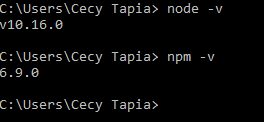 C:\Users\Cecy Tapia> node -v
v10.16.0
C:\Users\Cecy Tapia> npm -v
6.9.0
C:\Users\Cecy Tapia>